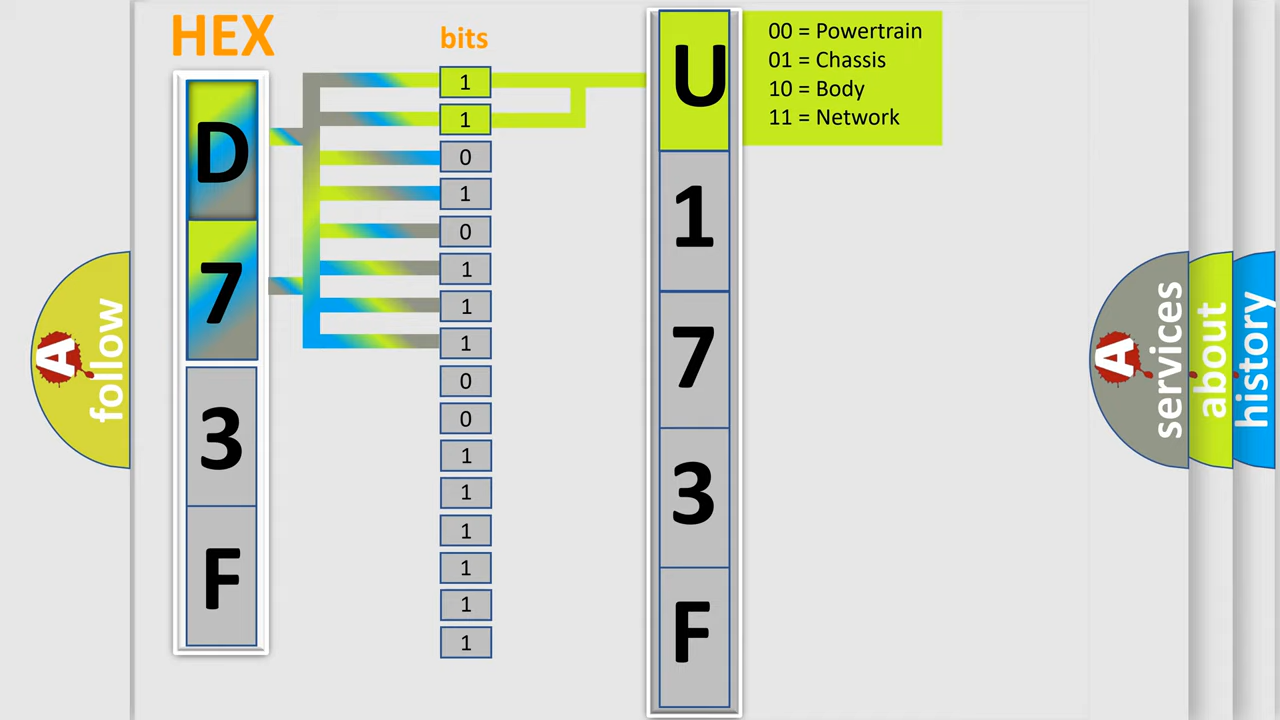 HEX
D
7
3
F
bits
1
1
0
1
0
1
1
1
0
0
1
1
1
1
1
1
U
1
7
3
F
00 = Powertrain
01 = Chassis
10 = Body
11 = Network
A
follow
A
services
about
history